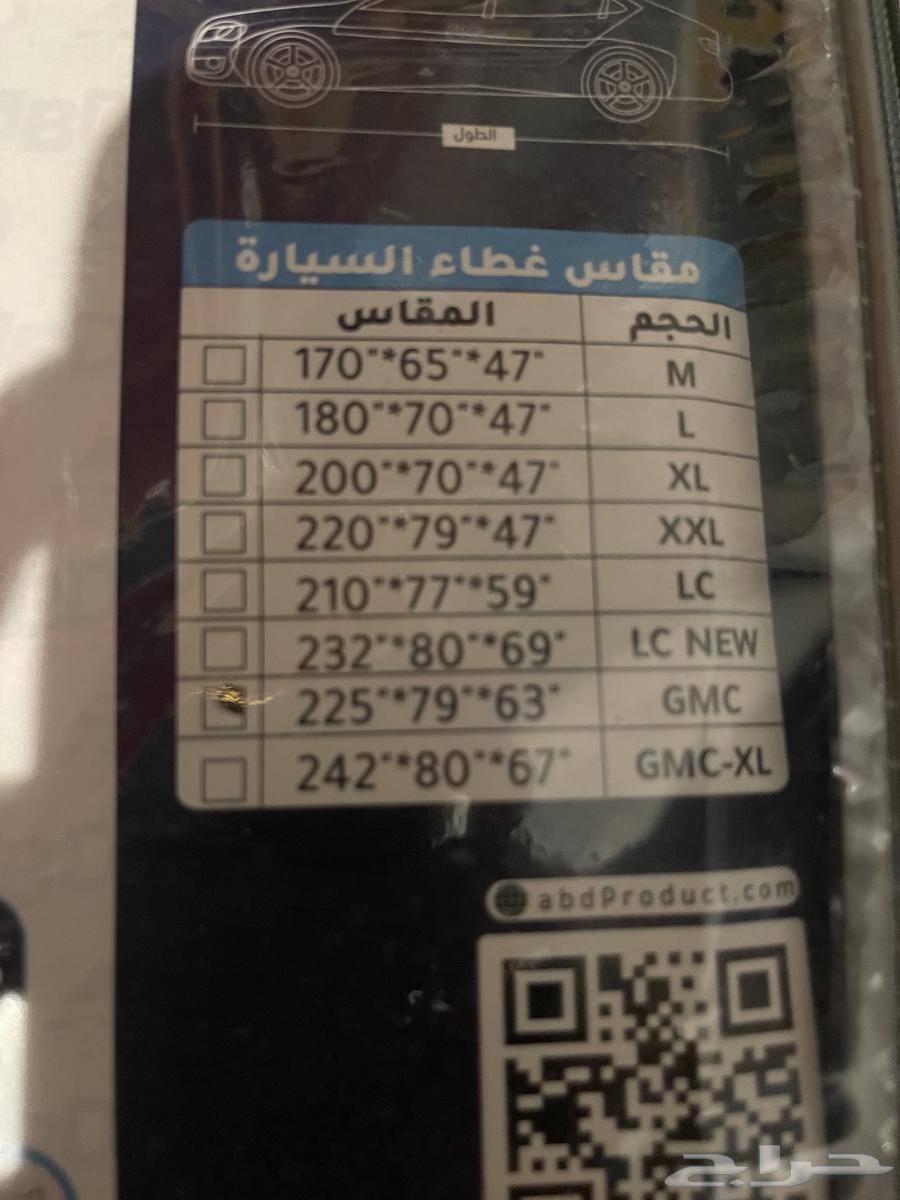 الطول
مقاس غطاء السيارة
الحجم المقاس
M 170"*65"*47"
L 180"*70"*47"
XL 200"*70"*47"
XXL 220"*79"*47"
LC 210"*77"*59"
LC NEW 232"*80"*69"
GMC 225"*79"*63"
GMC-XL 242"*80"*67"
abdProduct.com
حراج